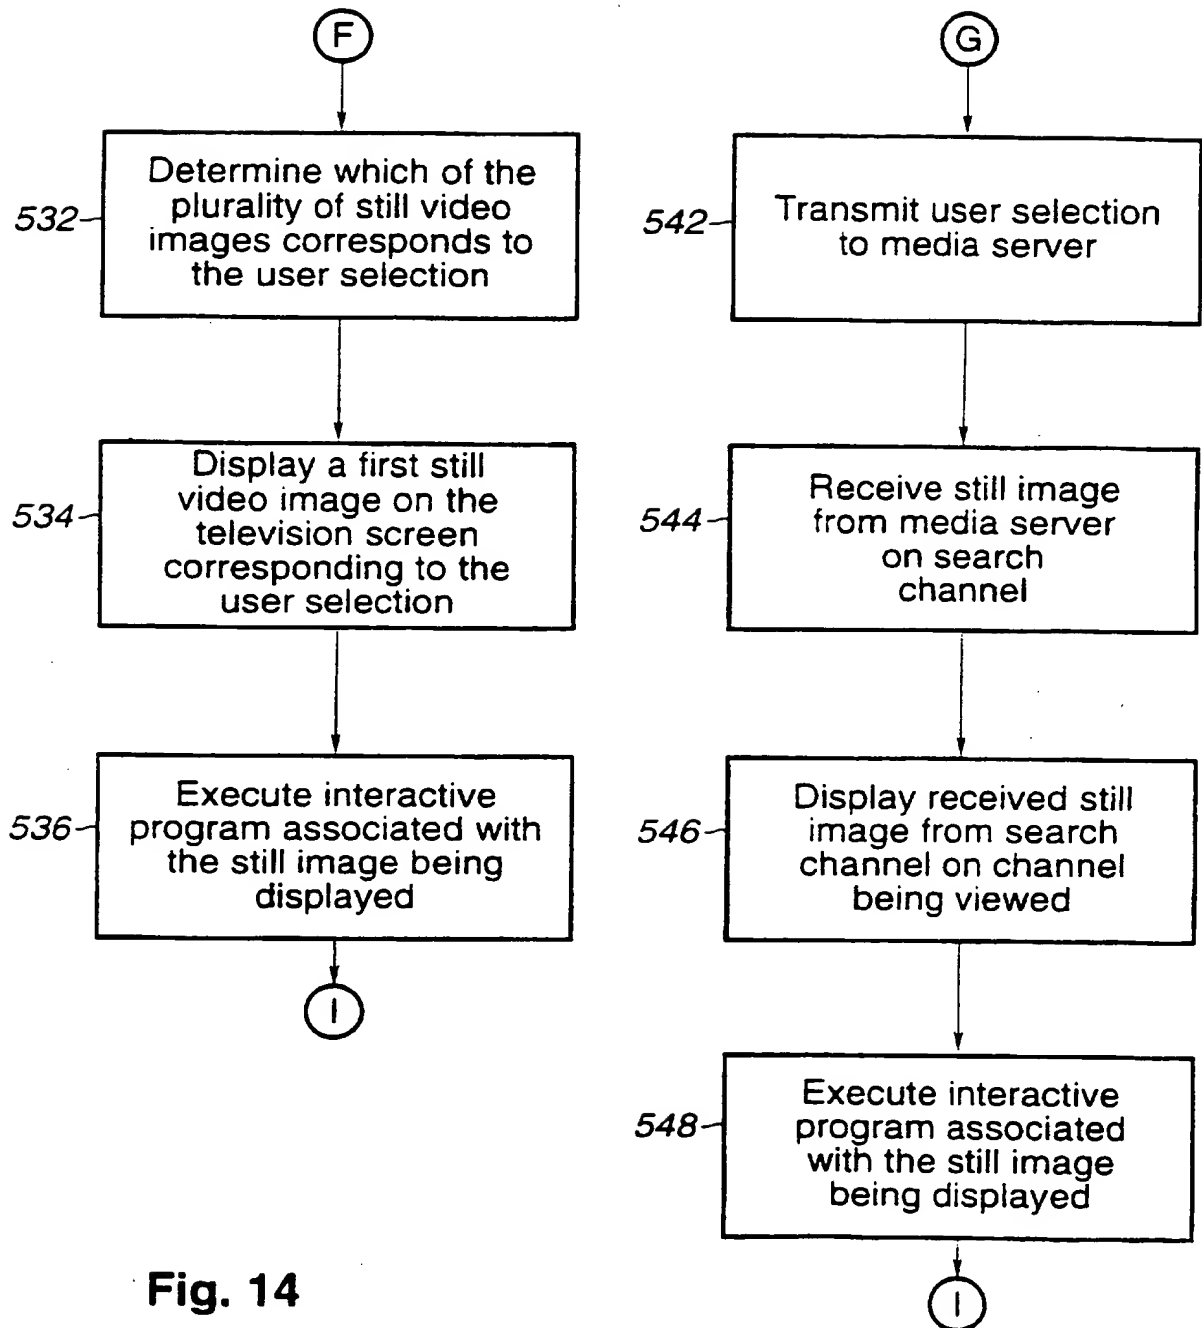 F
532
Determine which of the
plurality of still video
images corresponds to
the user selection
534
Display a first still
video image on the
television screen
corresponding to the
user selection
536
Execute interactive
program associated with
the still image being
displayed
I
G
542
Transmit user selection
to media server
544
Receive still image
from media server
on search
channel
546
Display received still
image from search
channel on channel
being viewed
548
Execute interactive
program associated
with the still image
being displayed
I
Fig. 14